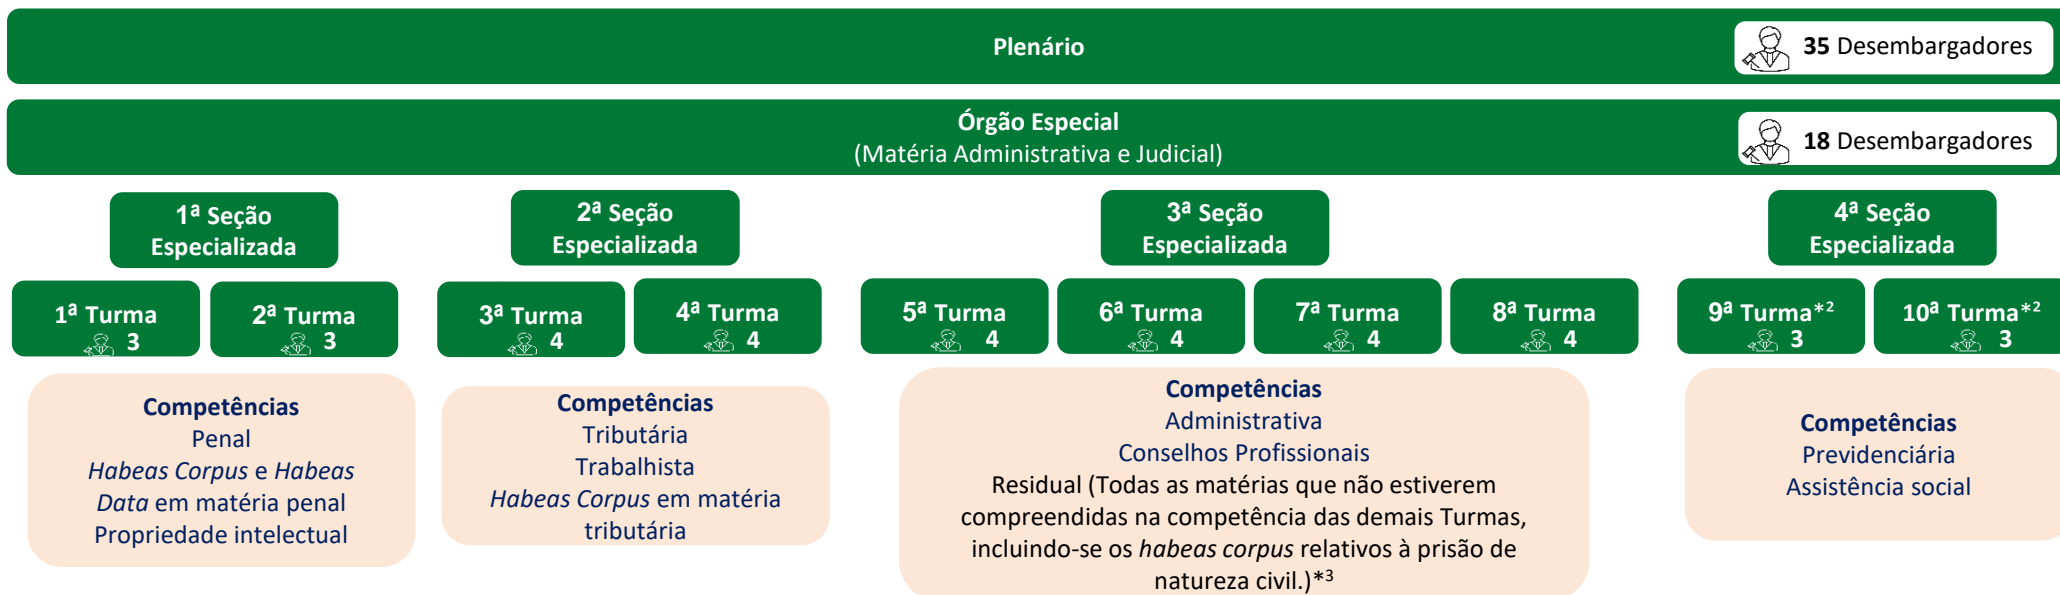 Plenário
35 Desembargadores
Órgão Especial
(Matéria Administrativa e Judicial)
18 Desembargadores
1ª Seção
Especializada
2ª Seção
Especializada
3ª Seção
Especializada
4ª Seção
Especializada
1ª Turma
3
2ª Turma
3
3ª Turma
4
4ª Turma
4
5ª Turma
4
6ª Turma
4
7ª Turma
4
8ª Turma
4
9ª Turma*²
3
10ª Turma*²
3
Competências
Penal
Habeas Corpus e Habeas
Data em matéria penal
Propriedade intelectual
Competências
Tributária
Trabalhista
Habeas Corpus em matéria
tributária
Competências
Administrativa
Conselhos Profissionais
Residual (Todas as matérias que não estiverem
compreendidas na competência das demais Turmas,
incluindo-se os habeas corpus relativos à prisão de
natureza civil.)*³
Competências
Previdenciária
Assistência social